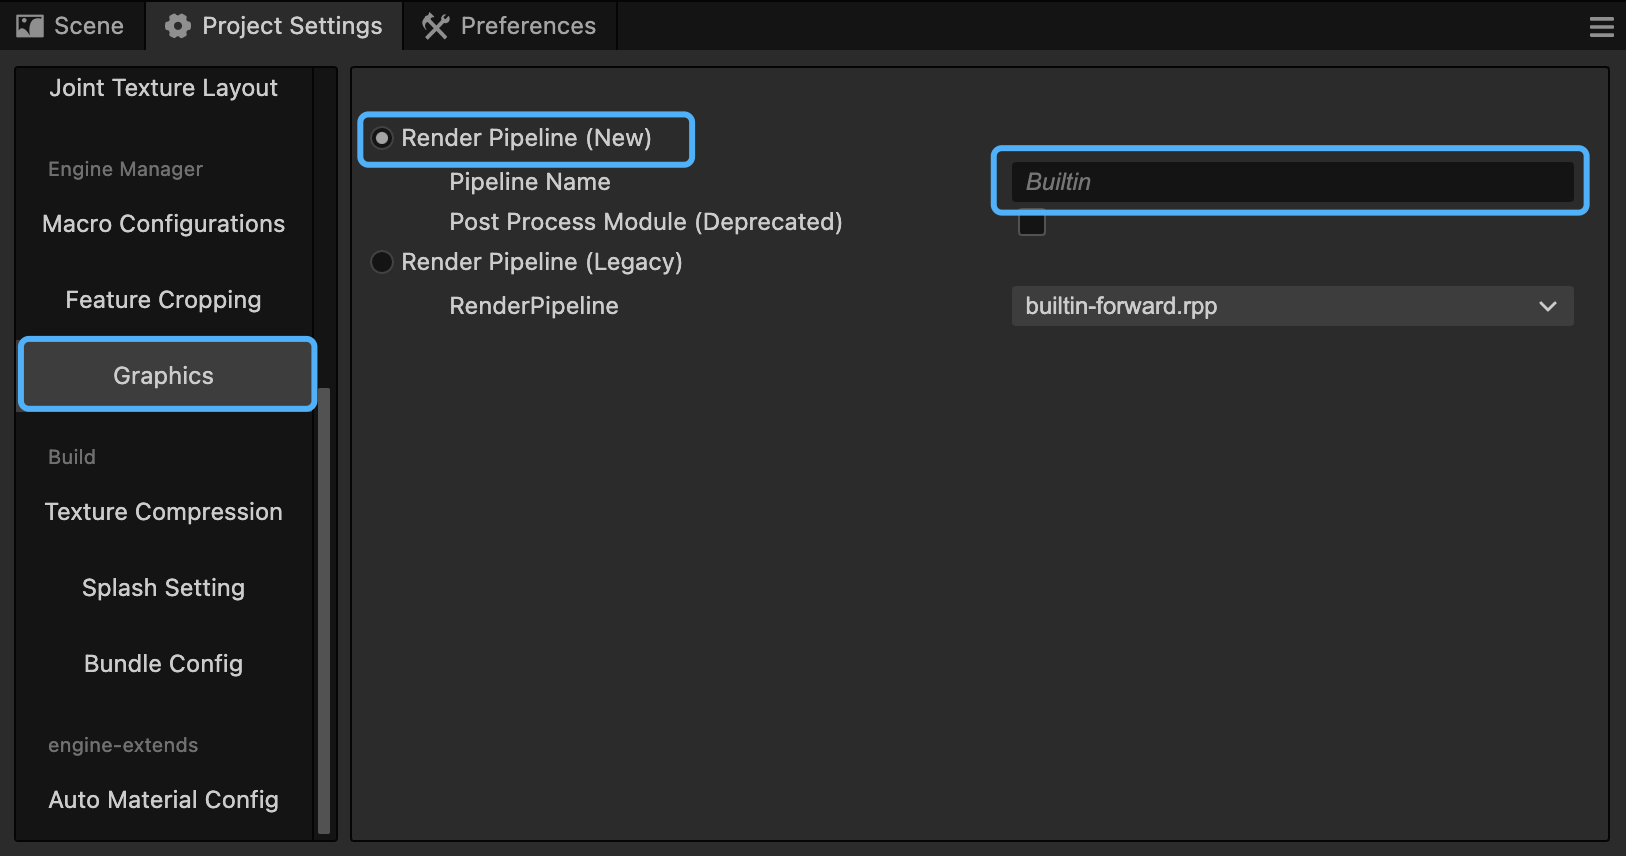 Scene
Project Settings
Preferences
Joint Texture Layout
Engine Manager
Macro Configurations
Feature Cropping
Graphics
Build
Texture Compression
Splash Setting
Bundle Config
engine-extends
Auto Material Config
Render Pipeline (New)
Pipeline Name
Builtin
Post Process Module (Deprecated)
Render Pipeline (Legacy)
RenderPipeline
builtin-forward.rpp